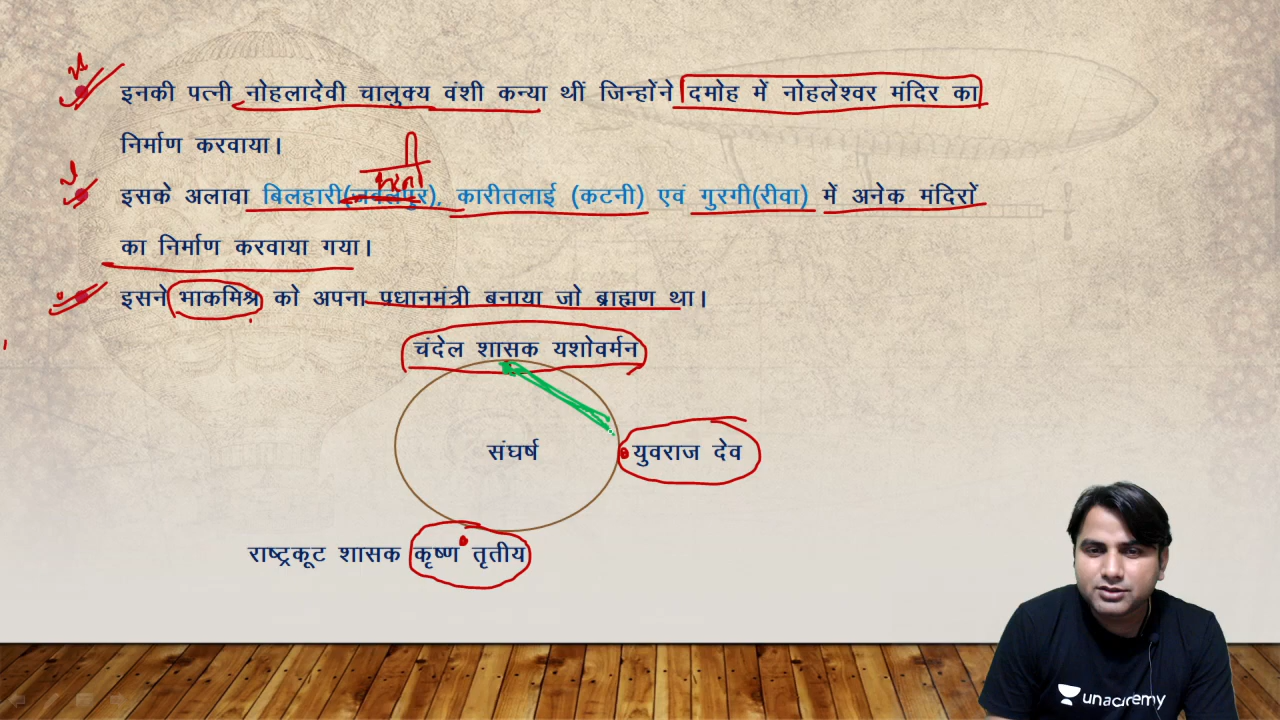 इनकी पत्नी नोहलादेवी चालुक्य वंशी कन्या थीं जिन्होंने दमोह में नोहलेश्वर मंदिर का
निर्माण करवाया।
इसके अलावा बिलहारी(जबलपुर), कारीतलाई (कटनी) एवं गुरगी(रीवा) में अनेक मंदिरों
का निर्माण करवाया गया।
इसने भाकमिश्र को अपना प्रधानमंत्री बनाया जो ब्राह्मण था।
चंदेल शासक यशोवर्मन
संघर्ष
युवराज देव
राष्ट्रकूट शासक कृष्ण तृतीय
unacademy